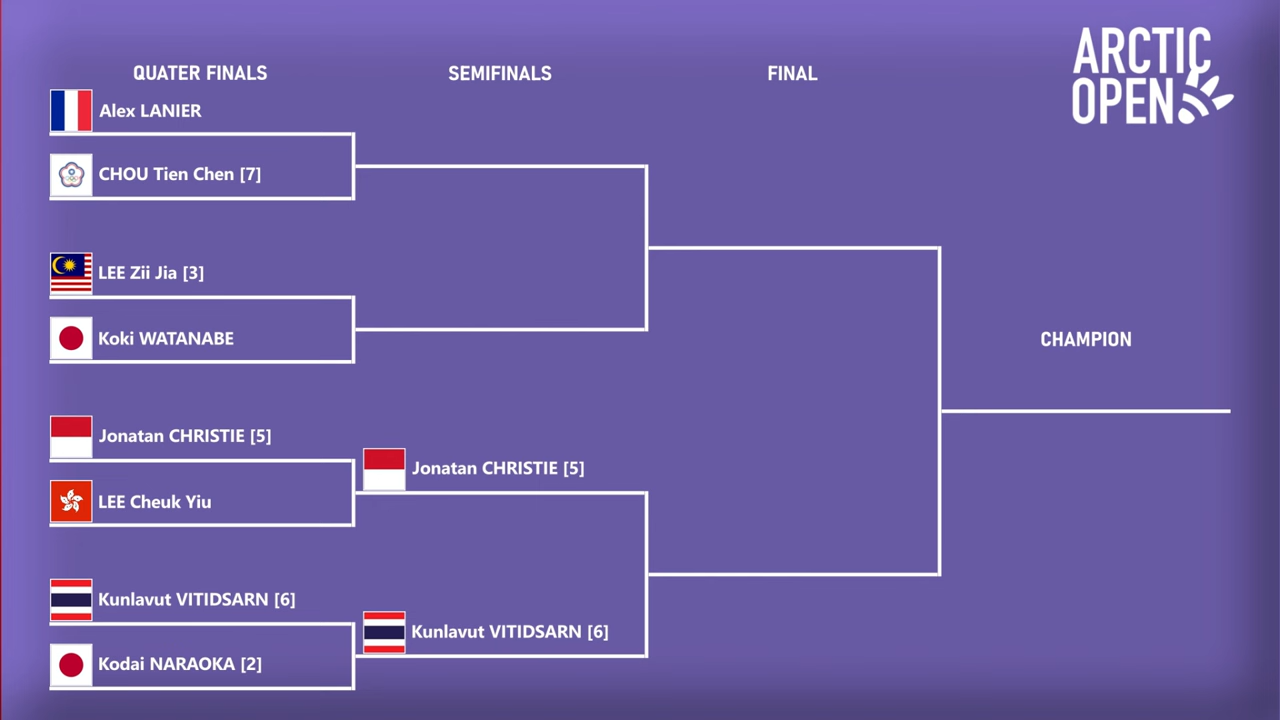 QUATER FINALS
SEMIFINALS
FINAL
ARCTIC
OPEN
Alex LANIER
CHOU Tien Chen [7]
LEE Zii Jia [3]
Koki WATANABE
CHAMPION
Jonatan CHRISTIE [5]
Jonatan CHRISTIE [5]
LEE Cheuk Yiu
Kunlavut VITIDSARN [6]
Kunlavut VITIDSARN [6]
Kodai NARAOKA [2]